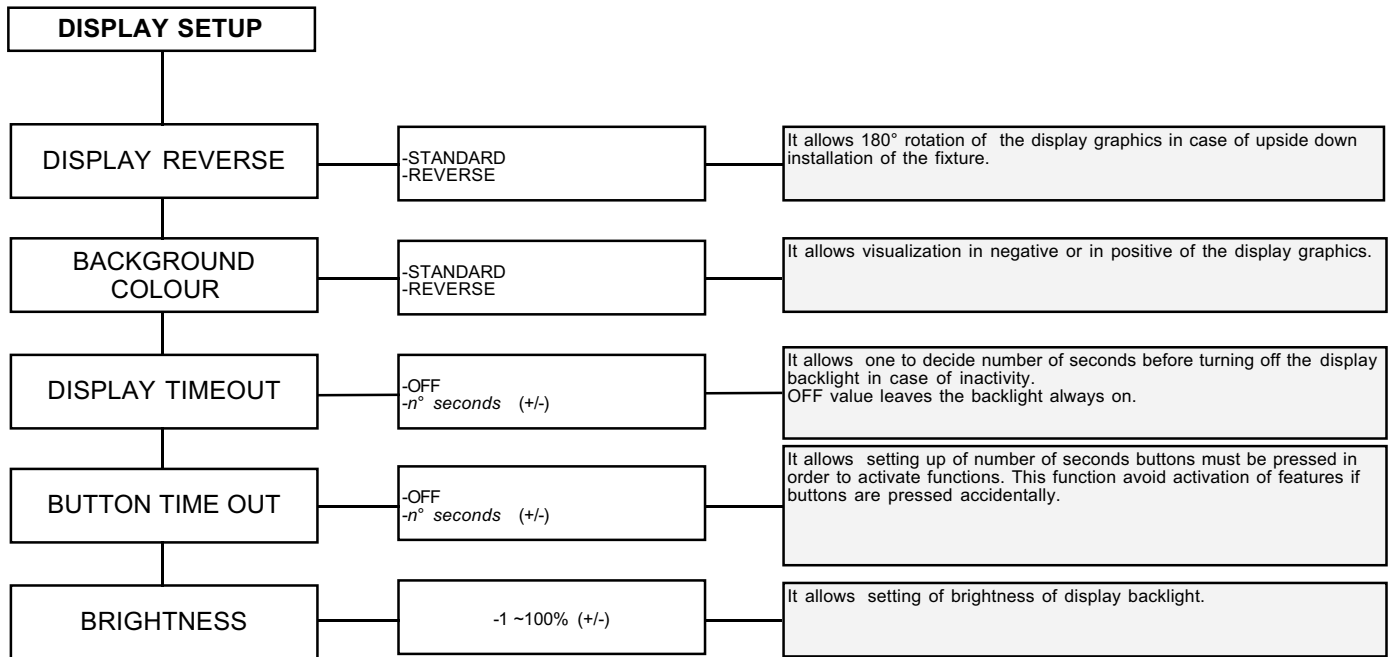 DISPLAY SETUP
DISPLAY REVERSE
-STANDARD
-REVERSE
It allows 180° rotation of the display graphics in case of upside down
installation of the fixture.
BACKGROUND
COLOUR
-STANDARD
-REVERSE
It allows visualization in negative or in positive of the display graphics.
DISPLAY TIMEOUT
-OFF
-n° seconds (+/-)
It allows one to decide number of seconds before turning off the display
backlight in case of inactivity.
OFF value leaves the backlight always on.
BUTTON TIME OUT
-OFF
-n° seconds (+/-)
It allows setting up of number of seconds buttons must be pressed in
order to activate functions. This function avoid activation of features if
buttons are pressed accidentally.
BRIGHTNESS
-1 ~100% (+/-)
It allows setting of brightness of display backlight.